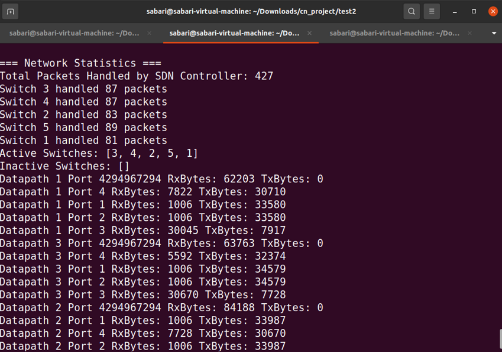 sabari@sabari-virtual-machine: ~/Downloads/cn_project/test2
sabari@sabari-virtual-machine: ~/Do...
sabari@sabari-virtual-machine: ~/Do...
sabari@sabari-virtual-machine: ~/Do...
=== Network Statistics ===
Total Packets Handled by SDN Controller: 427
Switch 3 handled 87 packets
Switch 4 handled 87 packets
Switch 2 handled 83 packets
Switch 5 handled 89 packets
Switch 1 handled 81 packets
Active Switches: [3, 4, 2, 5, 1]
Inactive Switches: []
Datapath 1 Port 4294967294 RxBytes: 62203 TxBytes: 0
Datapath 1 Port 4 RxBytes: 7822 TxBytes: 30710
Datapath 1 Port 1 RxBytes: 1006 TxBytes: 33580
Datapath 1 Port 2 RxBytes: 1006 TxBytes: 33580
Datapath 1 Port 3 RxBytes: 30045 TxBytes: 7917
Datapath 3 Port 4294967294 RxBytes: 63763 TxBytes: 0
Datapath 3 Port 4 RxBytes: 5592 TxBytes: 32374
Datapath 3 Port 1 RxBytes: 1006 TxBytes: 34579
Datapath 3 Port 2 RxBytes: 1006 TxBytes: 34579
Datapath 3 Port 3 RxBytes: 30670 TxBytes: 7728
Datapath 2 Port 4294967294 RxBytes: 84188 TxBytes: 0
Datapath 2 Port 1 RxBytes: 1006 TxBytes: 33987
Datapath 2 Port 4 RxBytes: 7728 TxBytes: 30670
Datapath 2 Port 2 RxBytes: 1006 TxBytes: 33987